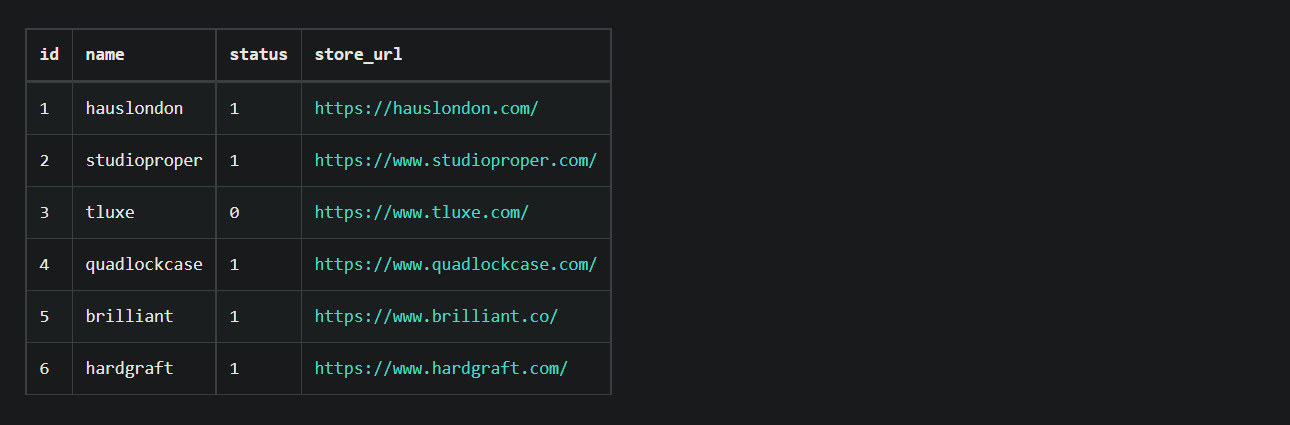 id name status store_url
1 hauslondon 1 https://hauslondon.com/
2 studioproper 1 https://www.studioproper.com/
3 tluxe 0 https://www.tluxe.com/
4 quadlockcase 1 https://www.quadlockcase.com/
5 brilliant 1 https://www.brilliant.co/
6 hardgraft 1 https://www.hardgraft.com/